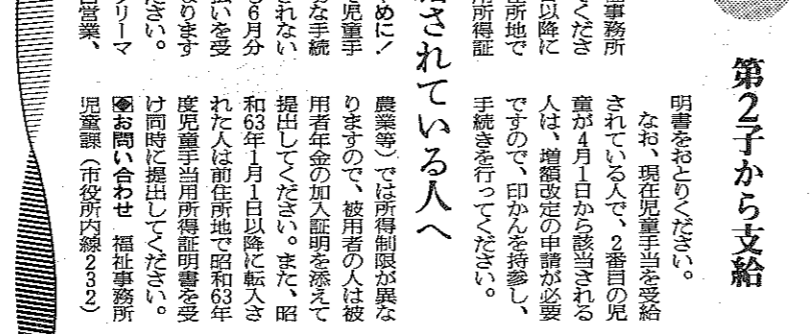 第2子から支給
事務所
くださ
以降に
住所地で
用所得証
明書をおとりください。
なお、現在児童手当を受給
されている人で、2番目の児
童が4月1日から該当される
人は、増額改定の申請が必要
ですので、印かんを持参し、
手続きを行ってください。
されている人へ
やめに!
児童手
な手続
されない
6月分
払いを受
なります
さい。
リーマ
自営業、
農業等)では所得制限が異な
りますので、被用者の人は被
用者年金の加入証明を添えて
提出してください。また、昭
和63年1月1日以降に転入さ
れた人は前住所地で昭和63年
度児童手当用所得証明書を受
け同時に提出してください。
◆お問い合わせ 福祉事務所
児童課(市役所内線232)